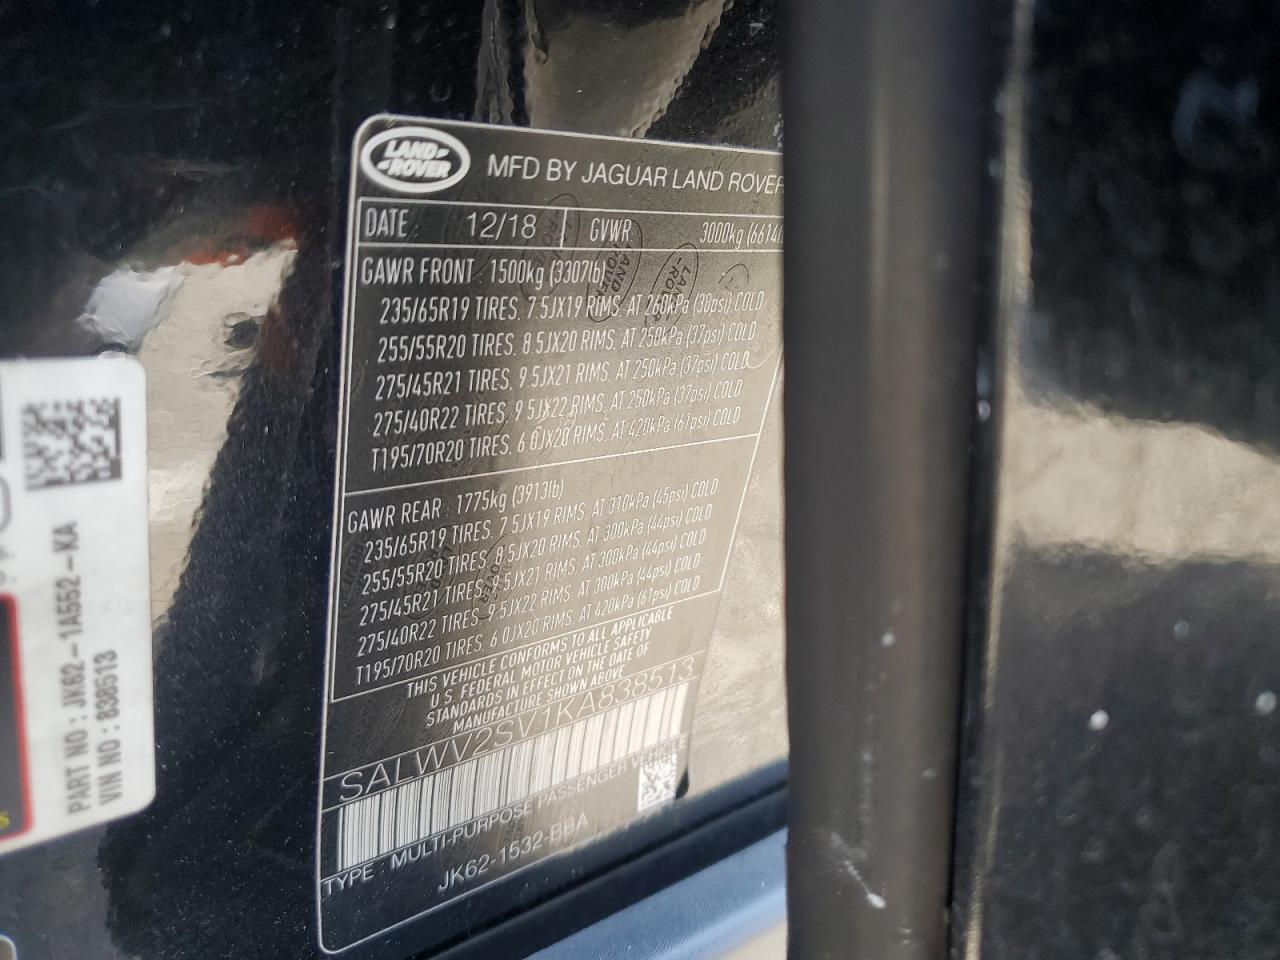 LAND-
-ROVER
MFD BY JAGUAR LAND ROVER
DATE : 12/18 GVWR 3000kg (6614
GAWR FRONT 1500kg (3307lb)
235/65R19 TIRES, 7.5JX19 RIMS, AT 260kPa (38psi) COLD
255/55R20 TIRES, 8.5JX20 RIMS, AT 250kPa (37psi) COLD
275/45R21 TIRES, 9.5JX21 RIMS, AT 250kPa (37psi) COLD
275/40R22 TIRES, 9.5JX22 RIMS, AT 250kPa (37psi) COLD
T195/70R20 TIRES, 6.0JX20 RIMS, AT 420kPa (61psi) COLD
GAWR REAR 1775kg (3913lb)
235/65R19 TIRES, 7.5JX19 RIMS, AT 310kPa (45psi) COLD
255/55R20 TIRES, 8.5JX20 RIMS, AT 300kPa (44psi) COLD
275/45R21 TIRES, 9.5JX21 RIMS, AT 300kPa (44psi) COLD
275/40R22 TIRES, 9.5JX22 RIMS, AT 300kPa (44psi) COLD
T195/70R20 TIRES, 6.0JX20 RIMS, AT 420kPa (61psi) COLD
THIS VEHICLE CONFORMS TO ALL APPLICABLE
U.S. FEDERAL MOTOR VEHICLE SAFETY
STANDARDS IN EFFECT ON THE DATE OF
MANUFACTURE SHOWN ABOVE
SALWV2SV1KA838513
TYPE : MULTI-PURPOSE PASSENGER VEHICLE
JK62-1532-BBA
PART NO : JK62-1A552-KA
VIN NO : 838513